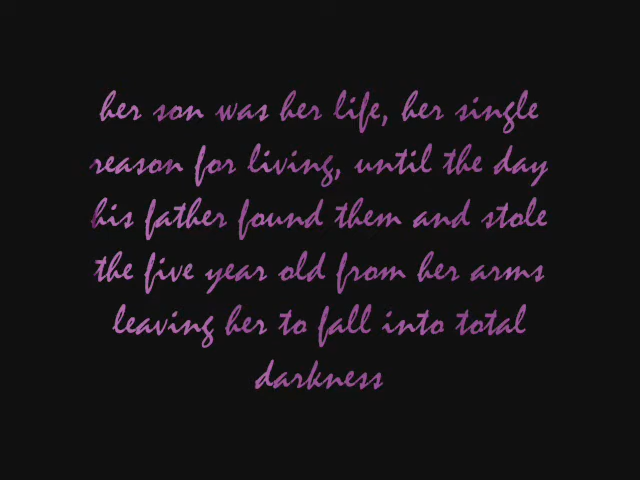 her son was her life, her single
reason for living, until the day
his father found them and stole
the five year old from her arms
leaving her to fall into total
darkness